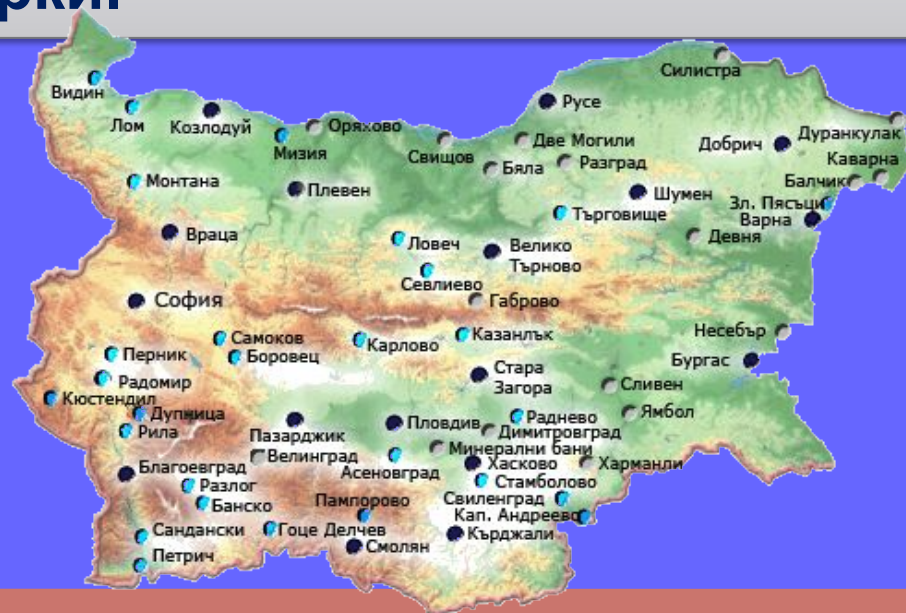 Видин
Силистра
Русе
Лом
Козлодуй
Оряхово
Мизия
Свищов
Две Могили
Добрич
Дуранкулак
Бяла
Разград
Каварна
Балчик
Монтана
Плевен
Шумен
Зл. Пясъци
Търговище
Варна
Враца
Ловеч
Велико
Търново
Девня
Севлиево
София
Габрово
Самоков
Карлово
Казанлък
Несебър
Перник
Боровец
Бургас
Радомир
Стара
Загора
Сливен
Кюстендил
Дупница
Рила
Пазарджик
Пловдив
Раднево
Ямбол
Димитровград
Минерални бани
Велинград
Хасково
Харманли
Благоевград
Асеновград
Стамболово
Разлог
Свиленград
Банско
Пампорово
Кап. Андреево
Сандански
Гоце Делчев
Кърджали
Петрич
Смолян